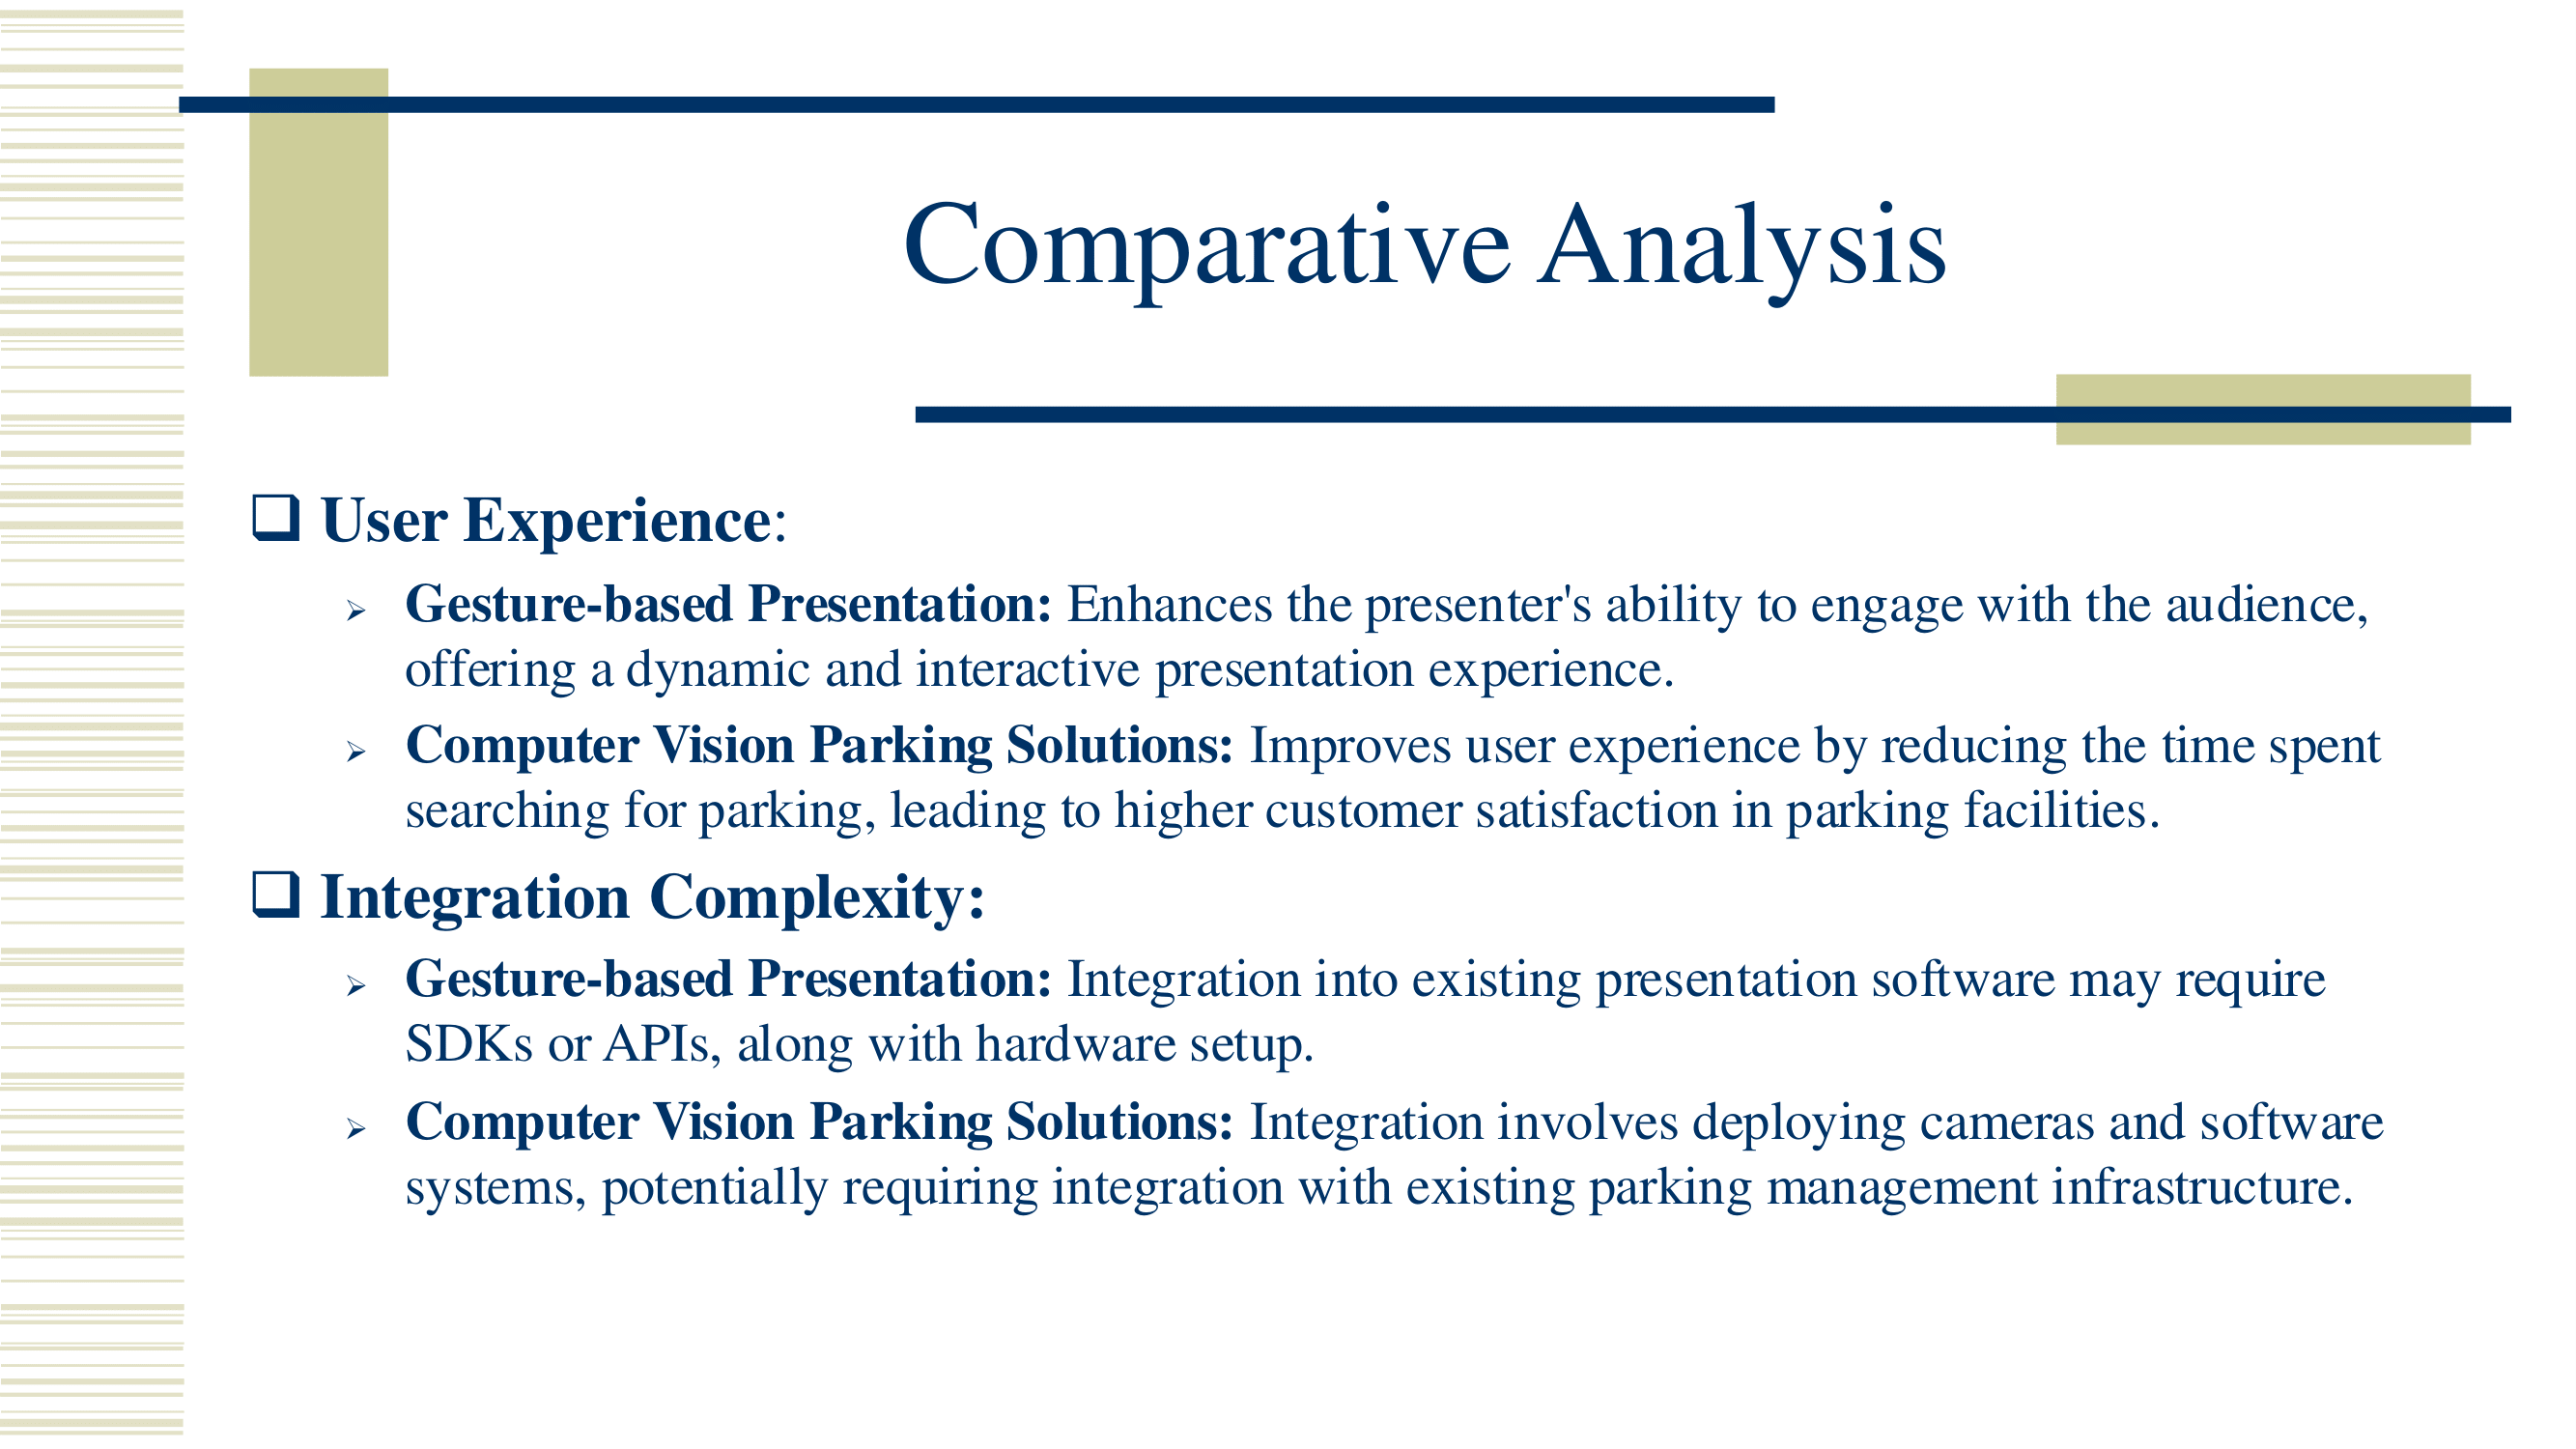 Comparative Analysis
❑ User Experience:
➢ Gesture-based Presentation: Enhances the presenter's ability to engage with the audience,
offering a dynamic and interactive presentation experience.
➢ Computer Vision Parking Solutions: Improves user experience by reducing the time spent
searching for parking, leading to higher customer satisfaction in parking facilities.
❑ Integration Complexity:
➢ Gesture-based Presentation: Integration into existing presentation software may require
SDKs or APIs, along with hardware setup.
➢ Computer Vision Parking Solutions: Integration involves deploying cameras and software
systems, potentially requiring integration with existing parking management infrastructure.